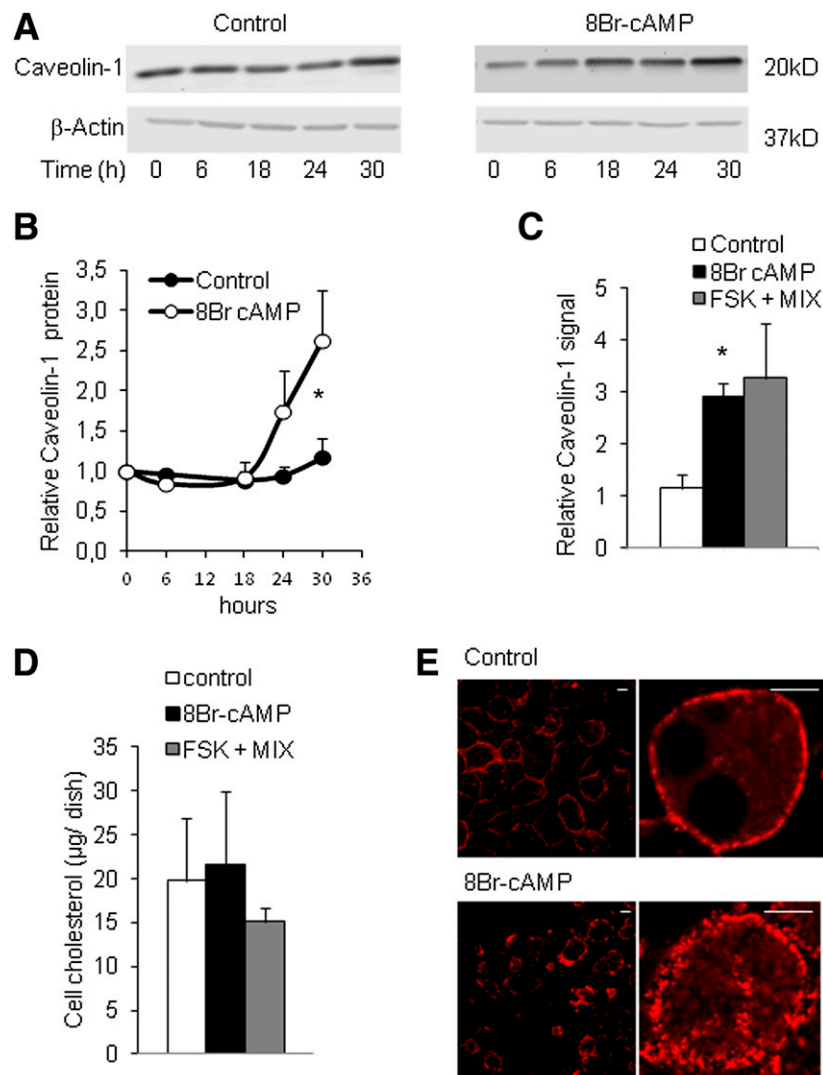 A
Control
8Br-cAMP
Caveolin-1
20kD
β-Actin
37kD
Time (h) 0 6 18 24 30
0 6 18 24 30
B
Relative Caveolin-1 protein
3,5
3,0
2,5
2,0
1,5
1,0
0,5
0,0
Control
8Br cAMP
*
0 6 12 18 24 30 36
hours
C
Control
8Br cAMP
FSK + MIX
Relative Caveolin-1 signal
5
4
3
2
1
0
*
D
control
8Br-cAMP
FSK + MIX
Cell cholesterol (µg/ dish)
35
30
25
20
15
10
5
0
E
Control
8Br-cAMP